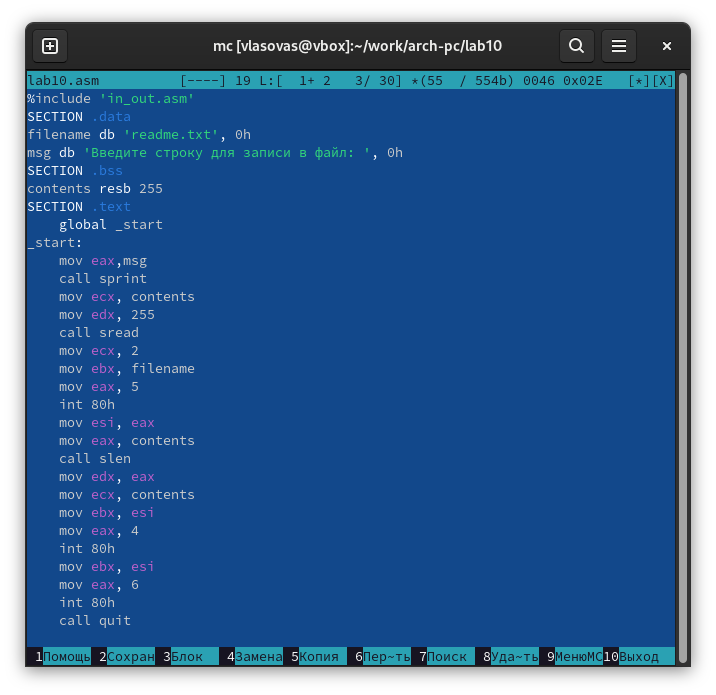 mc [vlasovas@vbox]:~/work/arch-pc/lab10
lab10.asm          [----] 19 L:[  1+ 2   3/ 30] *(55  / 554b) 0046 0x02E   [*][X]
%include 'in_out.asm'
SECTION .data
filename db 'readme.txt', 0h
msg db 'Введите строку для записи в файл: ', 0h
SECTION .bss
contents resb 255
SECTION .text
    global _start
_start:
    mov eax,msg
    call sprint
    mov ecx, contents
    mov edx, 255
    call sread
    mov ecx, 2
    mov ebx, filename
    mov eax, 5
    int 80h
    mov esi, eax
    mov eax, contents
    call slen
    mov edx, eax
    mov ecx, contents
    mov ebx, esi
    mov eax, 4
    int 80h
    mov ebx, esi
    mov eax, 6
    int 80h
    call quit
 1Помощь 2Сохран 3Блок   4Замена 5Копия  6Пер~ть 7Поиск  8Уда~ть 9МенюMC10Выход